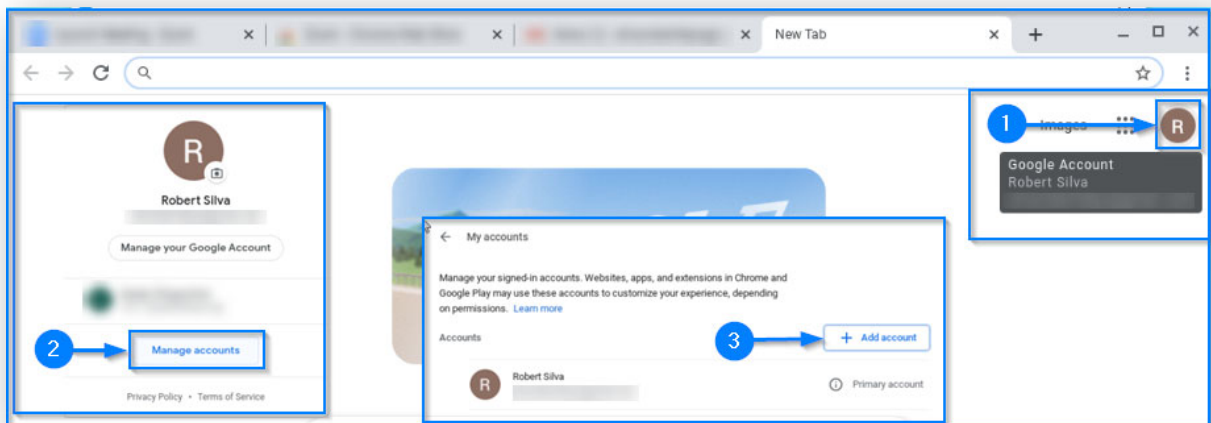 New Tab
1
Images
R
Google Account
Robert Silva
R
Robert Silva
Manage your Google Account
2
Manage accounts
Privacy Policy • Terms of Service
My accounts
Manage your signed-in accounts. Websites, apps, and extensions in Chrome and
Google Play may use these accounts to customize your experience, depending
on permissions. Learn more
Accounts
3
+ Add account
R
Robert Silva
Primary account